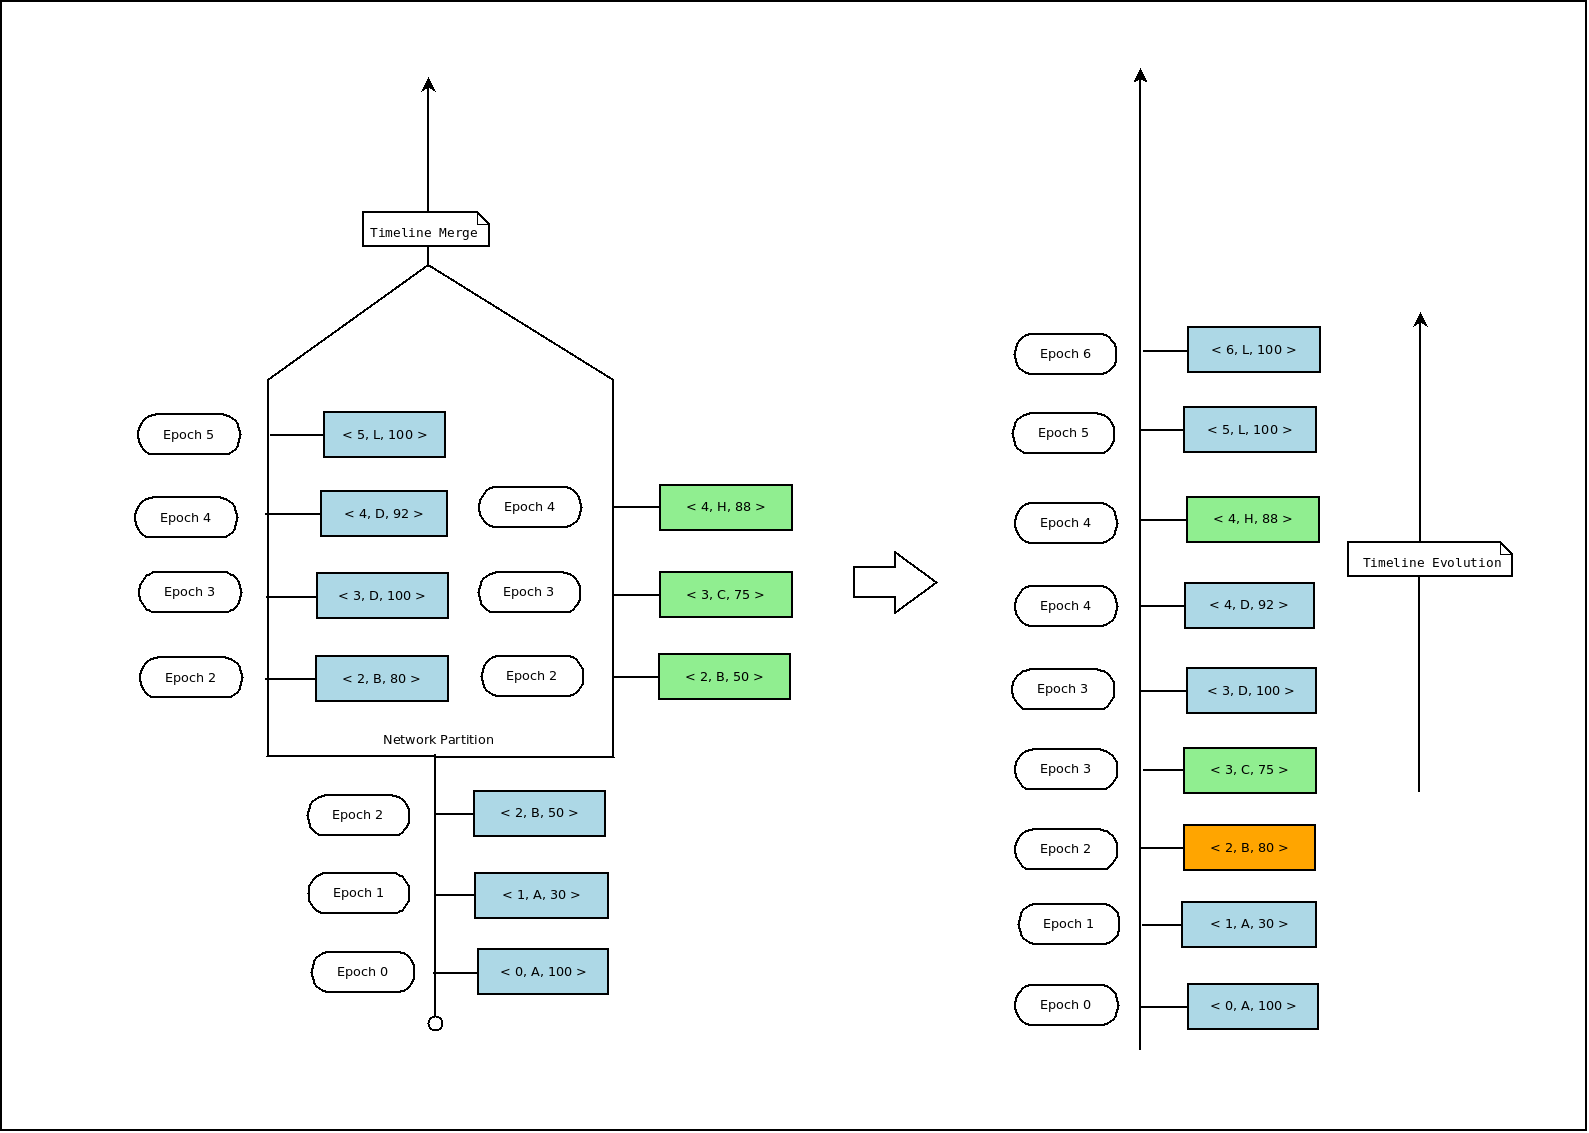 Timeline Merge
Epoch 5
< 5, L, 100 >
Epoch 4
< 4, D, 92 >
Epoch 4
< 4, H, 88 >
Epoch 3
< 3, D, 100 >
Epoch 3
< 3, C, 75 >
Epoch 2
< 2, B, 80 >
Epoch 2
< 2, B, 50 >
Network Partition
Epoch 2
< 2, B, 50 >
Epoch 1
< 1, A, 30 >
Epoch 0
< 0, A, 100 >
Epoch 6
< 6, L, 100 >
Epoch 5
< 5, L, 100 >
Epoch 4
< 4, H, 88 >
Epoch 4
< 4, D, 92 >
Epoch 3
< 3, D, 100 >
Epoch 3
< 3, C, 75 >
Epoch 2
< 2, B, 80 >
Epoch 1
< 1, A, 30 >
Epoch 0
< 0, A, 100 >
Timeline Evolution